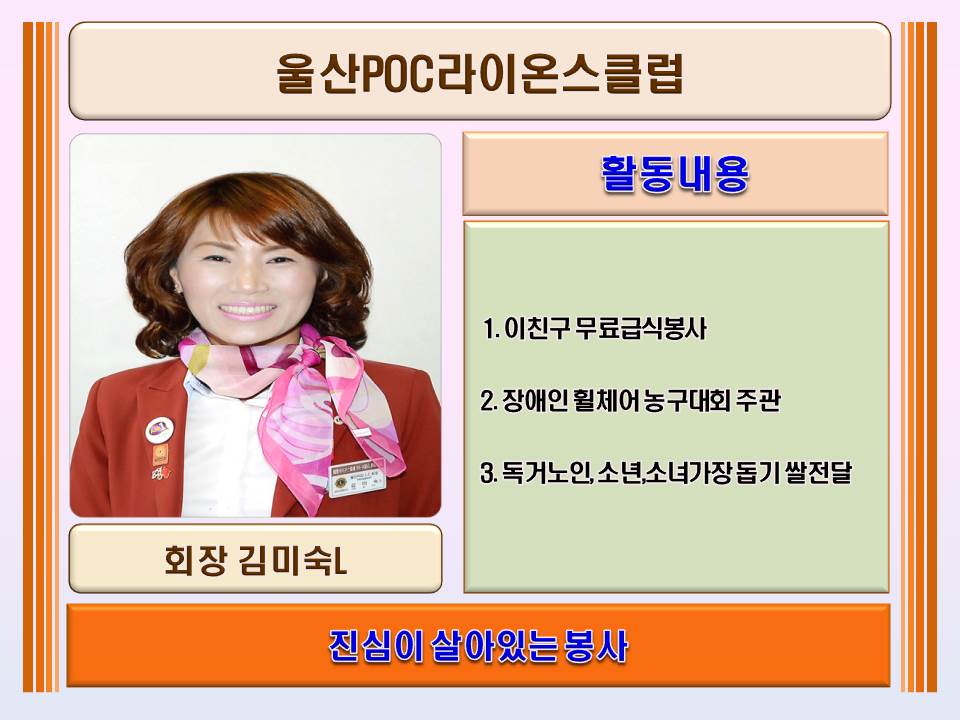 울산POC라이온스클럽
활동내용
1. 이친구 무료급식봉사
2. 장애인 휠체어 농구대회 주관
3. 독거노인, 소년,소녀가장 돕기 쌀전달
회장 김미숙L
진심이 살아있는 봉사